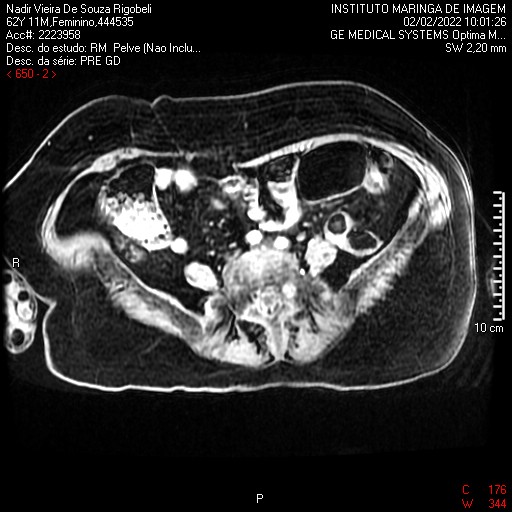 Nadir Vieira De Souza Rigobeli
62Y 11M,Feminino,444535
Acc#: 2223958
Desc. do estudo: RM Pelve (Nao Inclu...
Desc. da série: PRE GD
< 650 - 2 >
INSTITUTO MARINGA DE IMAGEM
02/02/2022 10:01:26
GE MEDICAL SYSTEMS Optima M...
SW 2,20 mm
R
10 cm
P
C 176
W 344